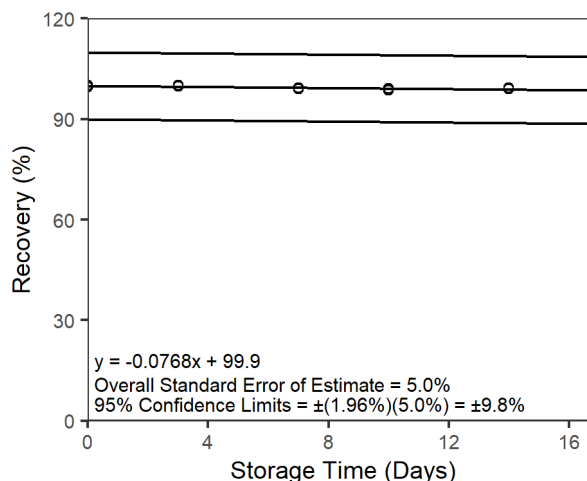 120
90
60
30
0
Recovery (%)
y = -0.0768x + 99.9
Overall Standard Error of Estimate = 5.0%
95% Confidence Limits = ±(1.96%)(5.0%) = ±9.8%
0 4 8 12 16
Storage Time (Days)